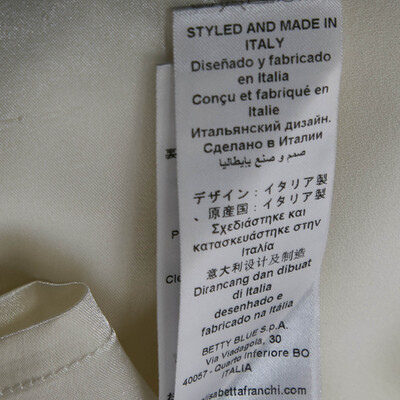 STYLED AND MADE IN
ITALY
Diseñado y fabricado
en Italia
Conçu et fabriqué en
Italie
Итальянский дизайн.
Сделано в Италии
صمم و صنع بإيطاليا
デザイン：イタリア製
、原産国：イタリア製
Σχεδιάστηκε και
κατασκευάστηκε στην
Ιταλία
意大利设计及制造
Dirancang dan dibuat
di Italia
desenhado e
fabricado na Itália
BETTY BLUE S.p.A.
Via Viadagola, 30
40057 - Quarto Inferiore BO
ITALIA
isabettafranchi.com